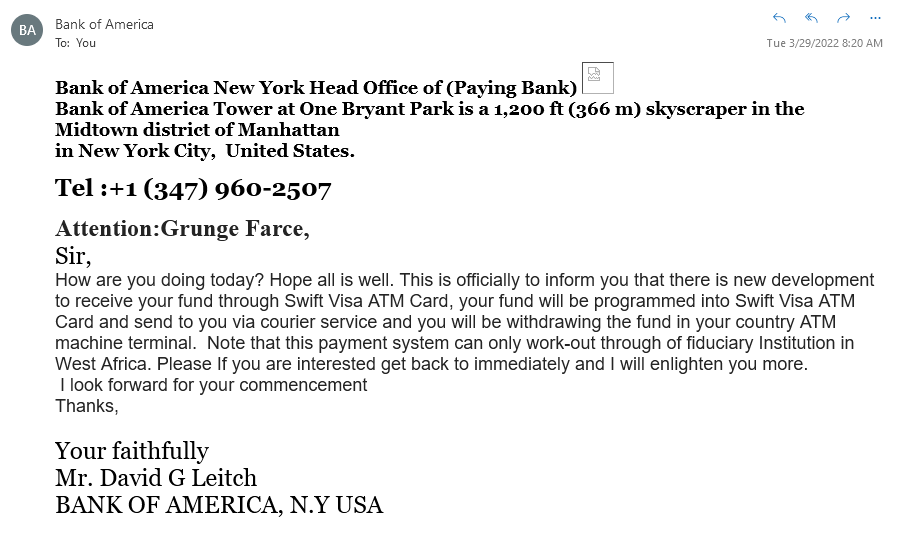 BA
Bank of America
To: You
Tue 3/29/2022 8:20 AM
Bank of America New York Head Office of (Paying Bank)
Bank of America Tower at One Bryant Park is a 1,200 ft (366 m) skyscraper in the
Midtown district of Manhattan
in New York City, United States.
Tel :+1 (347) 960-2507
Attention:Grunge Farce,
Sir,
How are you doing today? Hope all is well. This is officially to inform you that there is new development
to receive your fund through Swift Visa ATM Card, your fund will be programmed into Swift Visa ATM
Card and send to you via courier service and you will be withdrawing the fund in your country ATM
machine terminal. Note that this payment system can only work-out through of fiduciary Institution in
West Africa. Please If you are interested get back to immediately and I will enlighten you more.
I look forward for your commencement
Thanks,
Your faithfully
Mr. David G Leitch
BANK OF AMERICA, N.Y USA